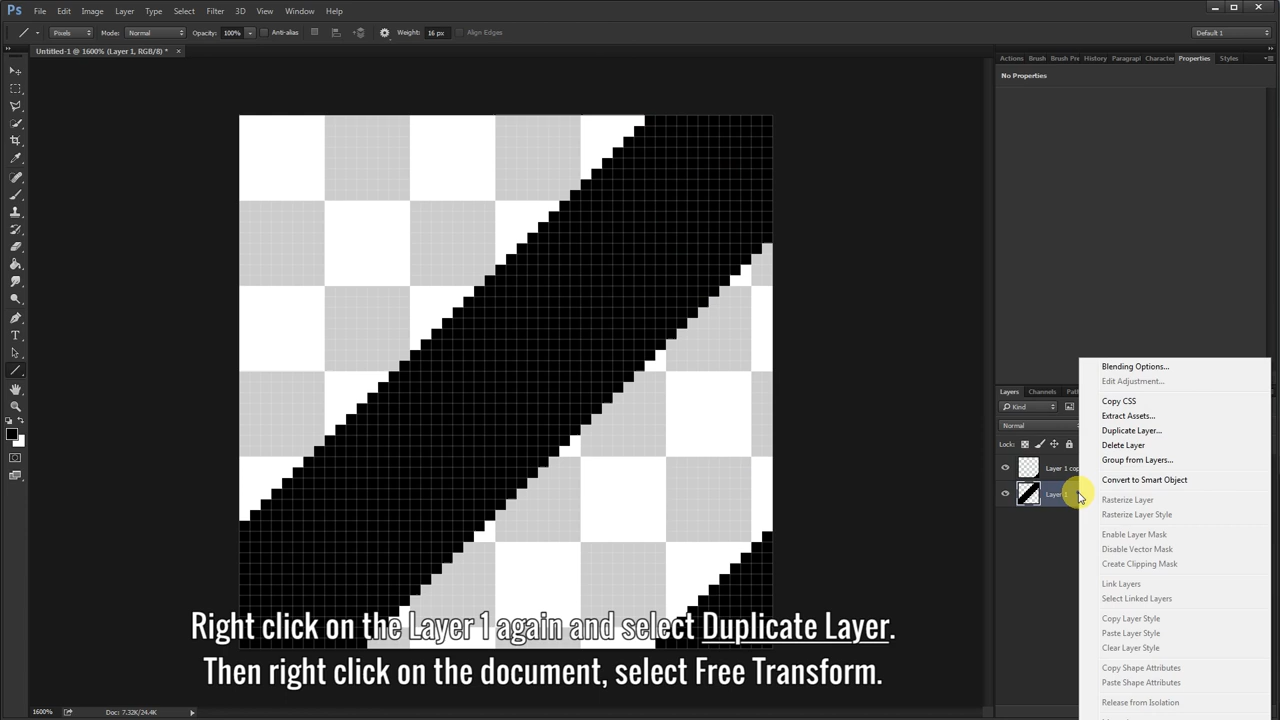 Ps File Edit Image Layer Type Select Filter 3D View Window Help
Pixels Mode: Normal Opacity: 100% Anti-alias Weight: 16 px Align Edges Default 1
Untitled-1 @ 1600% (Layer 1, RGB/8) * ×
Actions Brush Brush Pre History Paragrap Character Properties Styles
No Properties
Blending Options...
Edit Adjustment...
Layers Channels Pat
Copy CSS
Kind
Extract Assets...
Normal
Duplicate Layer...
Lock:
Delete Layer
Group from Layers...
Layer 1 cop
Convert to Smart Object
Layer 1
Rasterize Layer
Rasterize Layer Style
Enable Layer Mask
Disable Vector Mask
Create Clipping Mask
Link Layers
Select Linked Layers
Copy Layer Style
Paste Layer Style
Clear Layer Style
Copy Shape Attributes
Paste Shape Attributes
Release from Isolation
Right click on the Layer 1 again and select Duplicate Layer.
Then right click on the document, select Free Transform.
1600% Doc: 7.32K/24.4K